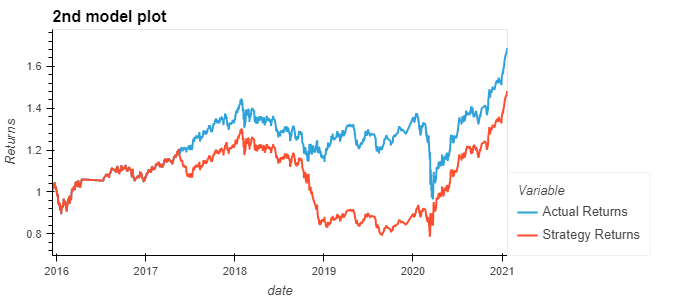 2nd model plot
Returns
1.6
1.4
1.2
1
0.8
2016 2017 2018 2019 2020 2021
date
Variable
Actual Returns
Strategy Returns